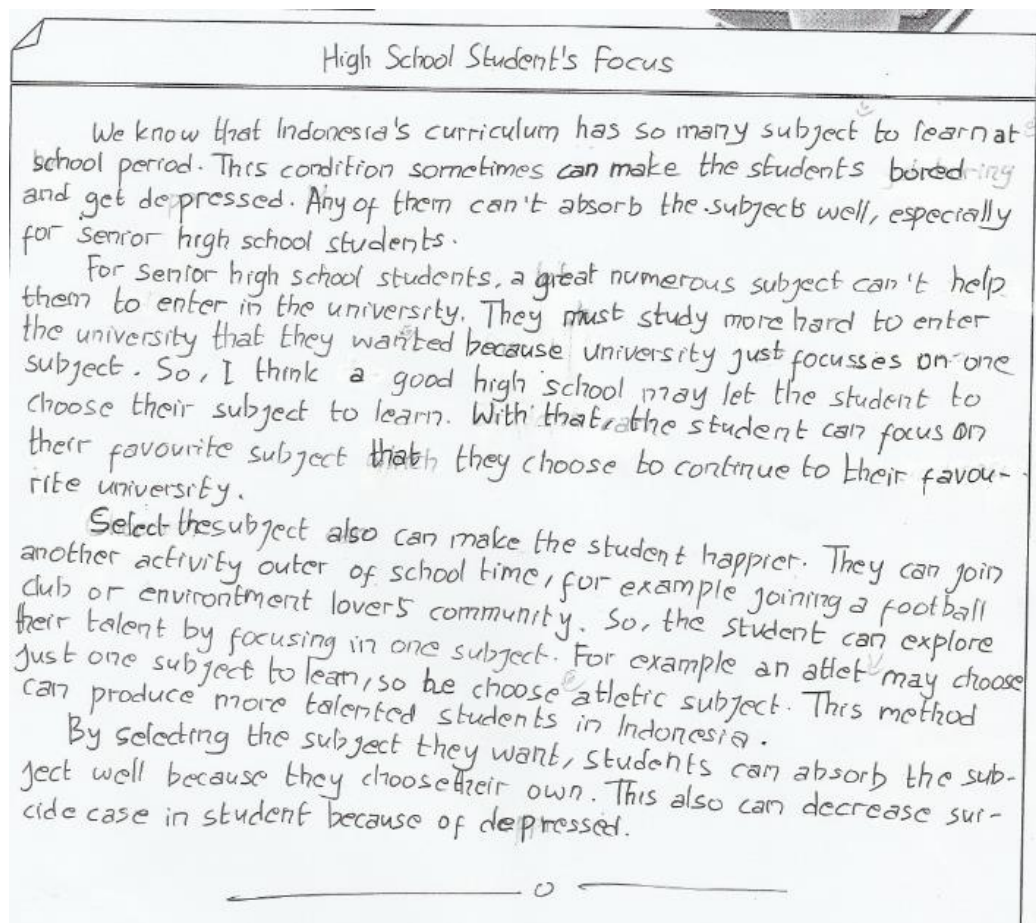 High School Student's Focus
We know that Indonesia's curriculum has so many subject to learn at
school period. This condition sometimes can make the students bored
and get depressed. Any of them can't absorb the subjects well, especially
for senior high school students.
For senior high school students, a great numerous subject can't help
them to enter in the university. They must study more hard to enter
the university that they wanted because university just focusses on one
subject. So, I think a good high school may let the student to
choose their subject to learn. With that, the student can focus on
their favourite subject that they choose to continue to their favou-
rite university.
Select the subject also can make the student happier. They can join
another activity outer of school time, for example joining a football
club or environtment lovers community. So, the student can explore
their talent by focusing in one subject. For example an atlet may choose
just one subject to lean, so he choose atletic subject. This method
can produce more talented students in Indonesia.
By selecting the subject they want, students can absorb the sub-
ject well because they choose their own. This also can decrease sui-
cide case in student because of depressed.